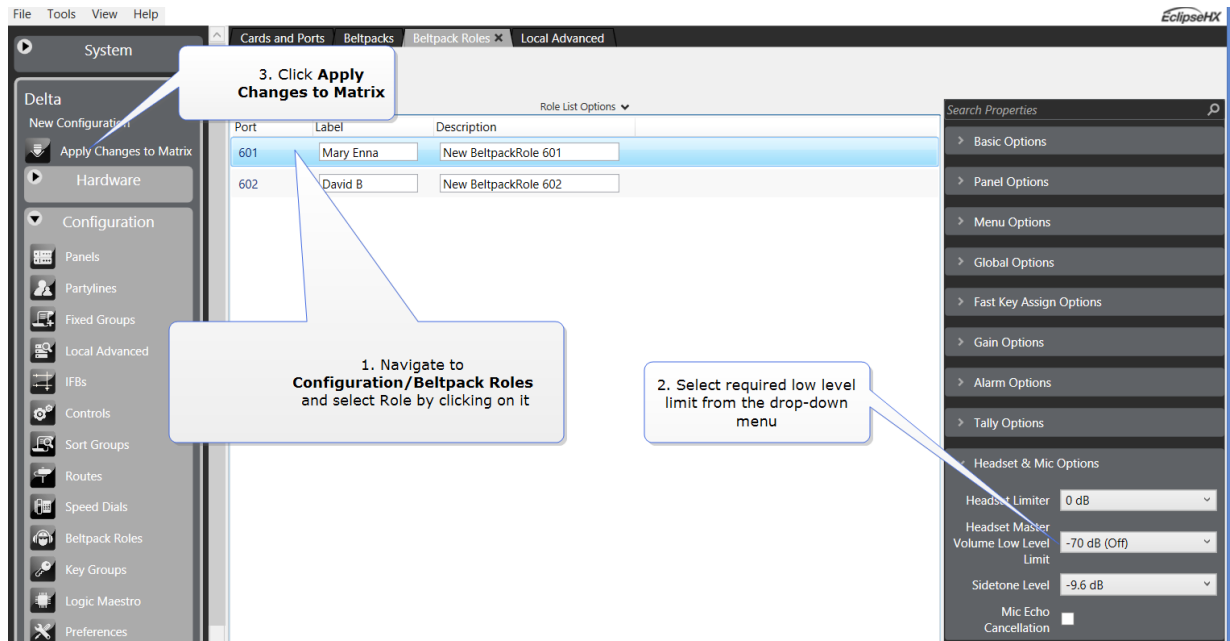 File Tools View Help
EclipseHX
System
Cards and Ports
Beltpacks
Beltpack Roles ×
Local Advanced
3. Click Apply
Changes to Matrix
Delta
New Configuration
Apply Changes to Matrix
Hardware
Configuration
Panels
Partylines
Fixed Groups
Local Advanced
IFBs
Controls
Sort Groups
Routes
Speed Dials
Beltpack Roles
Key Groups
Logic Maestro
Preferences
Role List Options
Port Label Description
601 Mary Enna New BeltpackRole 601
602 David B New BeltpackRole 602
1. Navigate to
Configuration/Beltpack Roles
and select Role by clicking on it
2. Select required low level
limit from the drop-down
menu
Search Properties
Basic Options
Panel Options
Menu Options
Global Options
Fast Key Assign Options
Gain Options
Alarm Options
Tally Options
Headset & Mic Options
Headset Limiter 0 dB
Headset Master
Volume Low Level
Limit
-70 dB (Off)
Sidetone Level -9.6 dB
Mic Echo
Cancellation